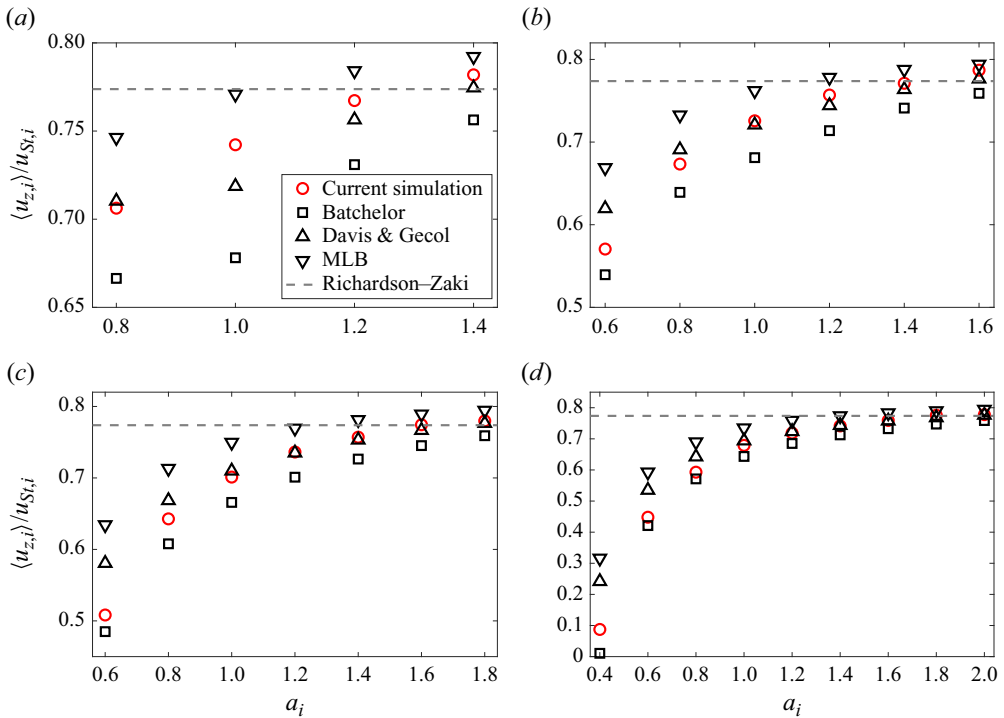 (a)
0.80
0.75
0.70
0.65
⟨u_{z,i}⟩/u_{St,i}
0.8 1.0 1.2 1.4
Current simulation
Batchelor
Davis & Gecol
MLB
Richardson–Zaki
(b)
0.8
0.7
0.6
0.5
0.6 0.8 1.0 1.2 1.4 1.6
(c)
0.8
0.7
0.6
0.5
⟨u_{z,i}⟩/u_{St,i}
0.6 0.8 1.0 1.2 1.4 1.6 1.8
a_i
(d)
0.8
0.7
0.6
0.5
0.4
0.3
0.2
0.1
0
0.4 0.6 0.8 1.0 1.2 1.4 1.6 1.8 2.0
a_i